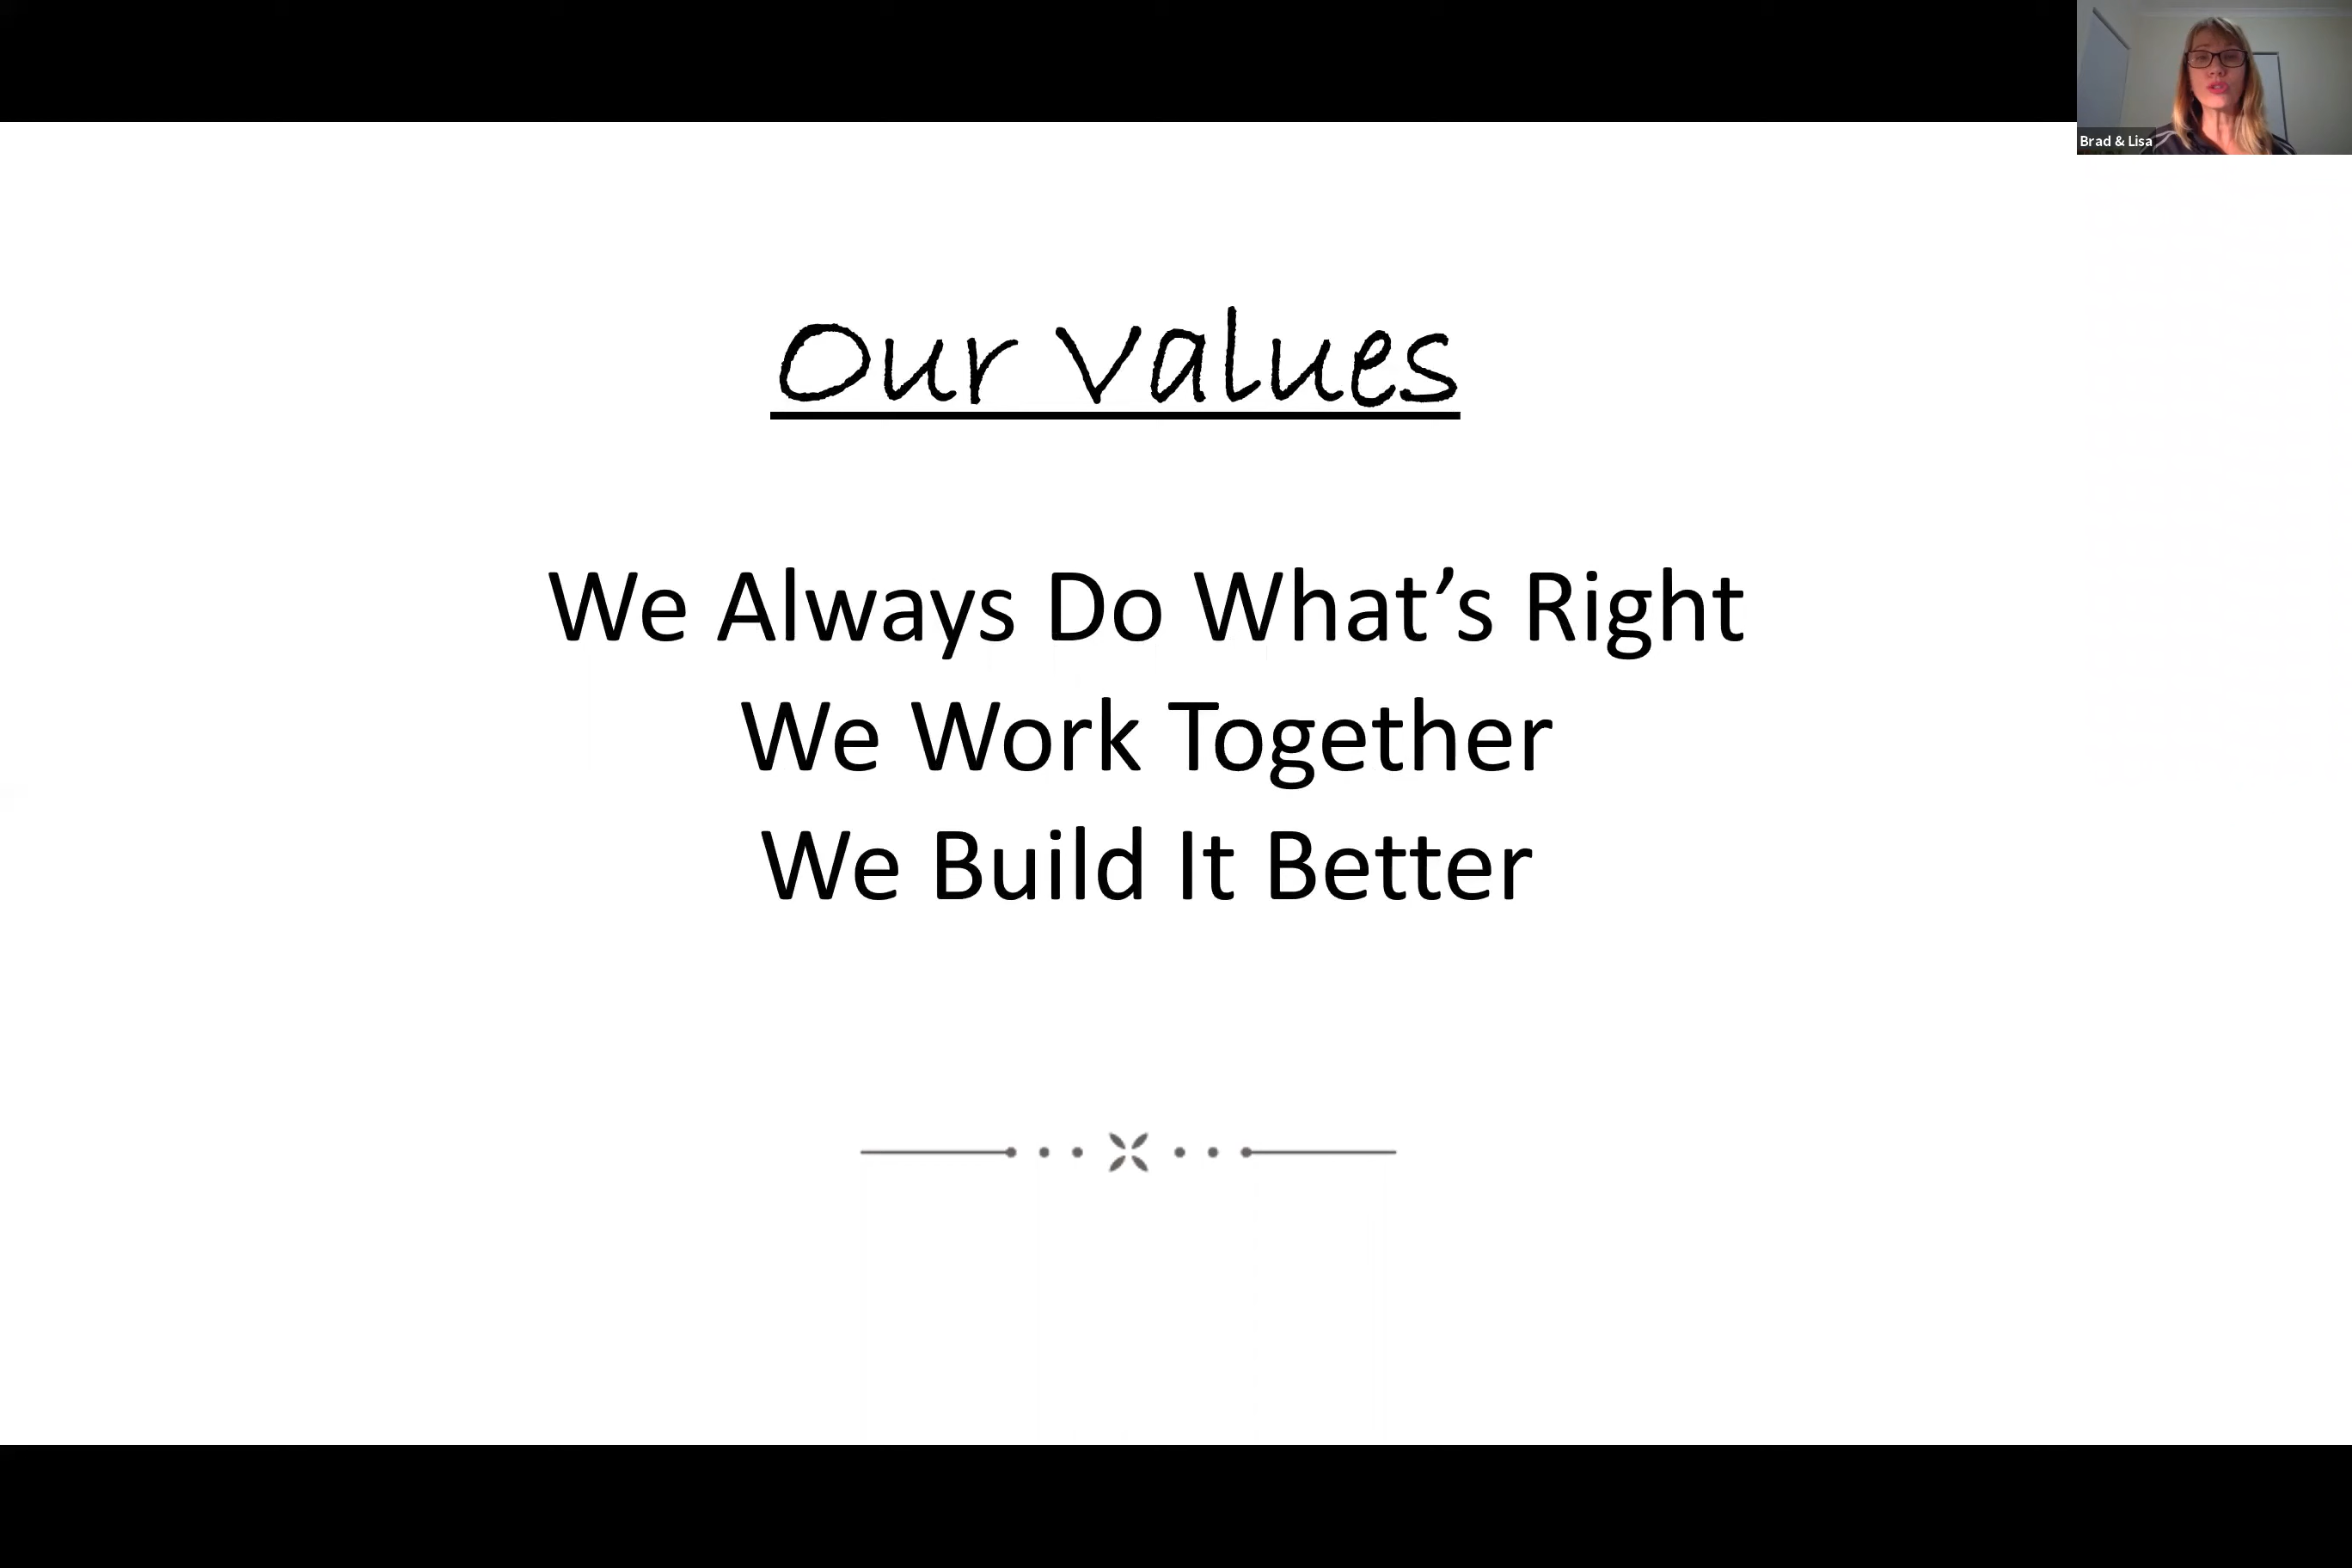 Brad & Lisa
Our Values
We Always Do What’s Right
We Work Together
We Build It Better